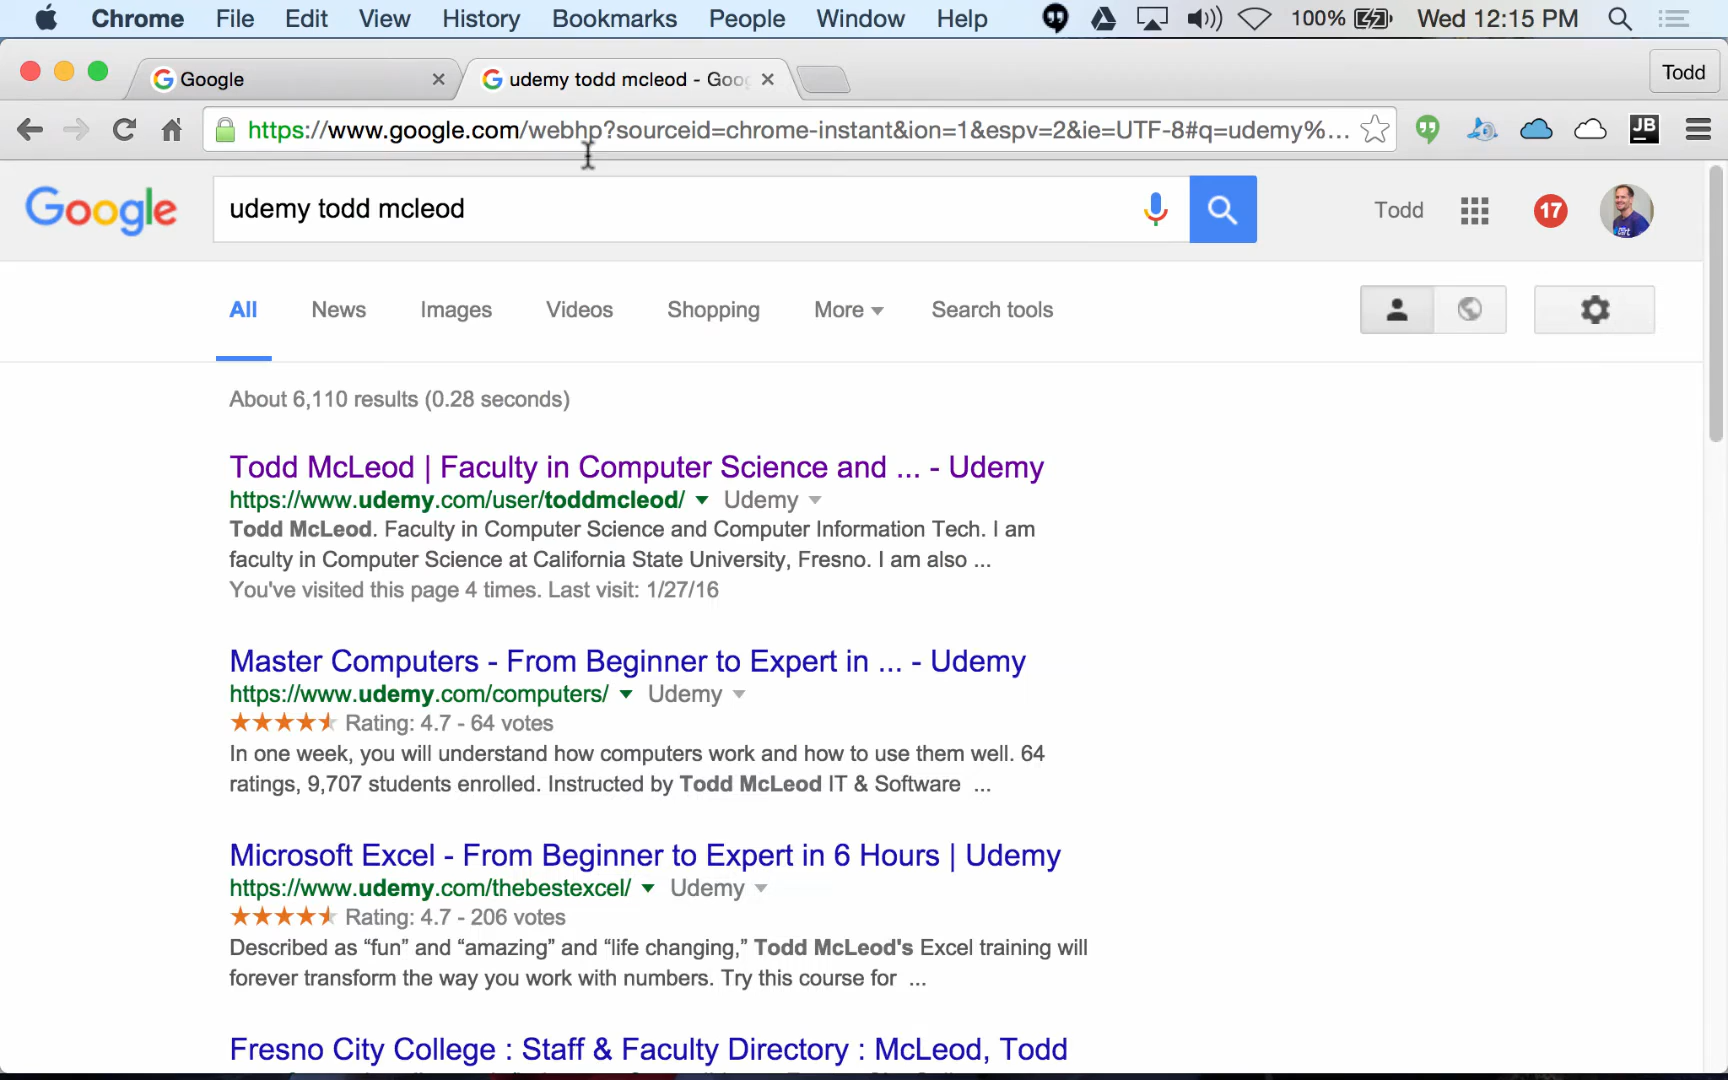 Chrome File Edit View History Bookmarks People Window Help 100% Wed 12:15 PM
Google udemy todd mcleod - Goo Todd
https://www.google.com/webhp?sourceid=chrome-instant&ion=1&espv=2&ie=UTF-8#q=udemy%... JB
Google udemy todd mcleod Todd 17
All News Images Videos Shopping More Search tools
About 6,110 results (0.28 seconds)
Todd McLeod | Faculty in Computer Science and ... - Udemy
https://www.udemy.com/user/toddmcleod/ Udemy
Todd McLeod. Faculty in Computer Science and Computer Information Tech. I am
faculty in Computer Science at California State University, Fresno. I am also ...
You've visited this page 4 times. Last visit: 1/27/16
Master Computers - From Beginner to Expert in ... - Udemy
https://www.udemy.com/computers/ Udemy
Rating: 4.7 - 64 votes
In one week, you will understand how computers work and how to use them well. 64
ratings, 9,707 students enrolled. Instructed by Todd McLeod IT & Software ...
Microsoft Excel - From Beginner to Expert in 6 Hours | Udemy
https://www.udemy.com/thebestexcel/ Udemy
Rating: 4.7 - 206 votes
Described as “fun” and “amazing” and “life changing,” Todd McLeod's Excel training will
forever transform the way you work with numbers. Try this course for ...
Fresno City College : Staff & Faculty Directory : McLeod, Todd